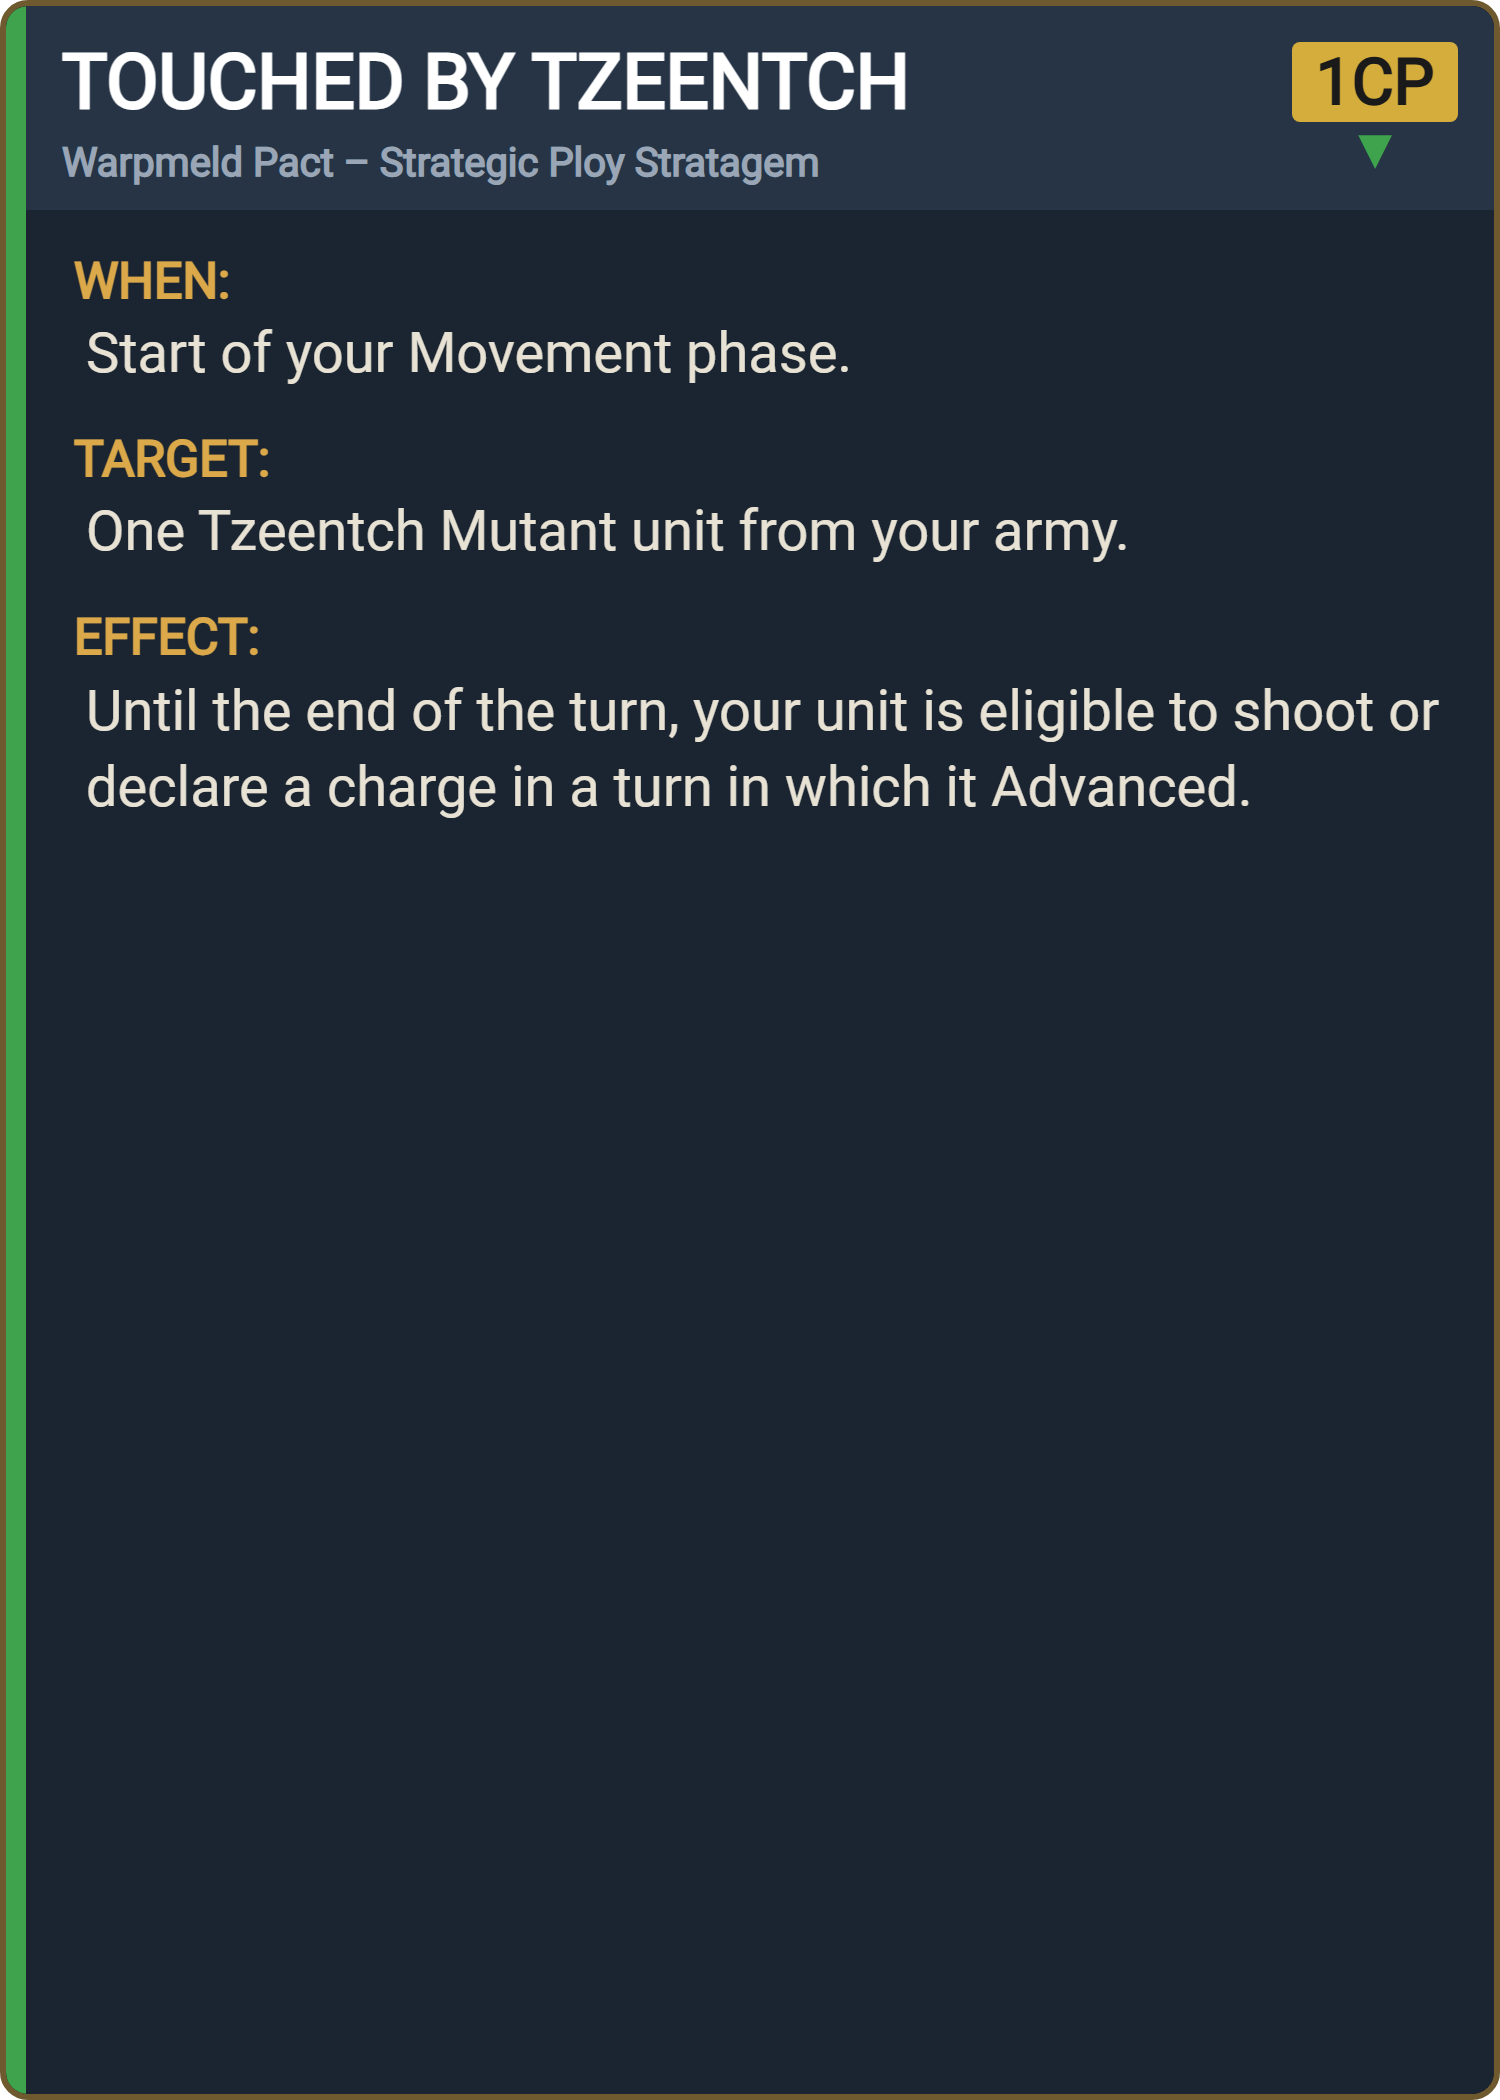 TOUCHED BY TZEENTCH
1CP
Warpmeld Pact – Strategic Ploy Stratagem
WHEN:
Start of your Movement phase.
TARGET:
One Tzeentch Mutant unit from your army.
EFFECT:
Until the end of the turn, your unit is eligible to shoot or
declare a charge in a turn in which it Advanced.